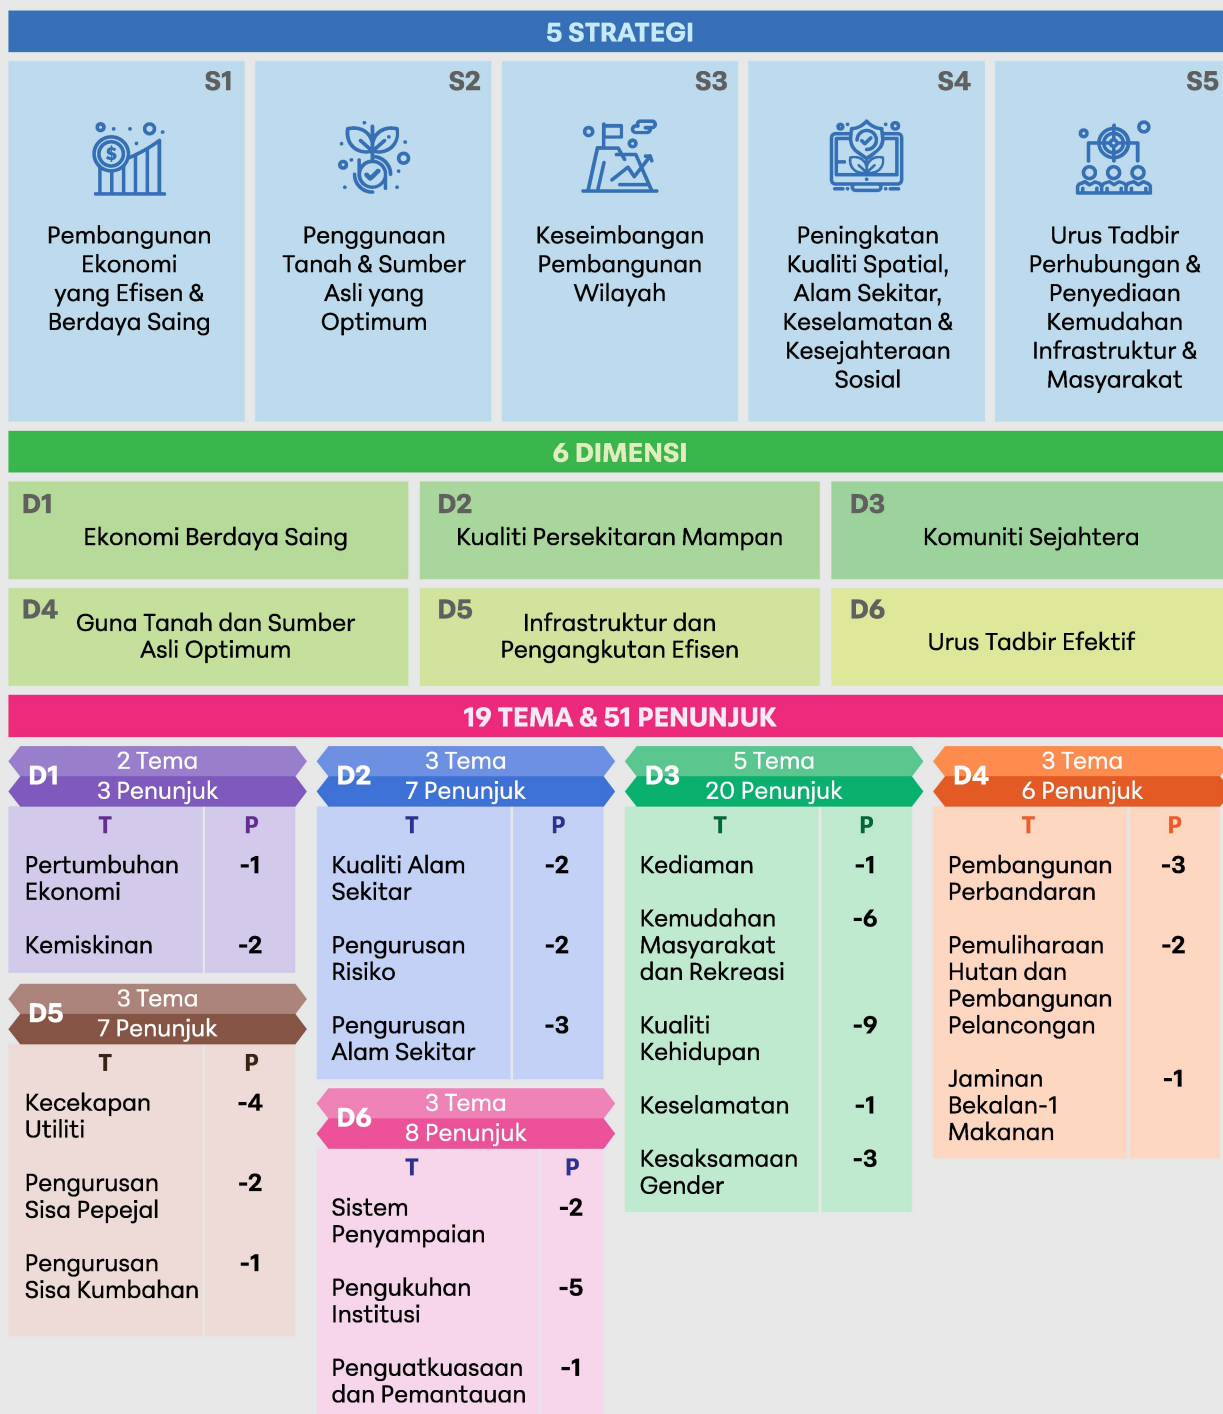 5 STRATEGI
S1
Pembangunan
Ekonomi
yang Efisen &
Berdaya Saing
S2
Penggunaan
Tanah & Sumber
Asli yang
Optimum
S3
Keseimbangan
Pembangunan
Wilayah
S4
Peningkatan
Kualiti Spatial,
Alam Sekitar,
Keselamatan &
Kesejahteraan
Sosial
S5
Urus Tadbir
Perhubungan &
Penyediaan
Kemudahan
Infrastruktur &
Masyarakat
6 DIMENSI
D1
Ekonomi Berdaya Saing
D2
Kualiti Persekitaran Mampan
D3
Komuniti Sejahtera
D4
Guna Tanah dan Sumber
Asli Optimum
D5
Infrastruktur dan
Pengangkutan Efisen
D6
Urus Tadbir Efektif
19 TEMA & 51 PENUNJUK
D1
2 Tema
3 Penunjuk
T P
Pertumbuhan -1
Ekonomi
Kemiskinan -2
D5
3 Tema
7 Penunjuk
T P
Kecekapan -4
Utiliti
Pengurusan -2
Sisa Pepejal
Pengurusan -1
Sisa Kumbahan
D2
3 Tema
7 Penunjuk
T P
Kualiti Alam -2
Sekitar
Pengurusan -2
Risiko
Pengurusan -3
Alam Sekitar
D6
3 Tema
8 Penunjuk
T P
Sistem -2
Penyampaian
Pengukuhan -5
Institusi
Penguatkuasaan -1
dan Pemantauan
D3
5 Tema
20 Penunjuk
T P
Kediaman -1
Kemudahan -6
Masyarakat
dan Rekreasi
Kualiti -9
Kehidupan
Keselamatan -1
Kesaksamaan -3
Gender
D4
3 Tema
6 Penunjuk
T P
Pembangunan -3
Perbandaran
Pemuliharaan -2
Hutan dan
Pembangunan
Pelancongan
Jaminan -1
Bekalan-1
Makanan